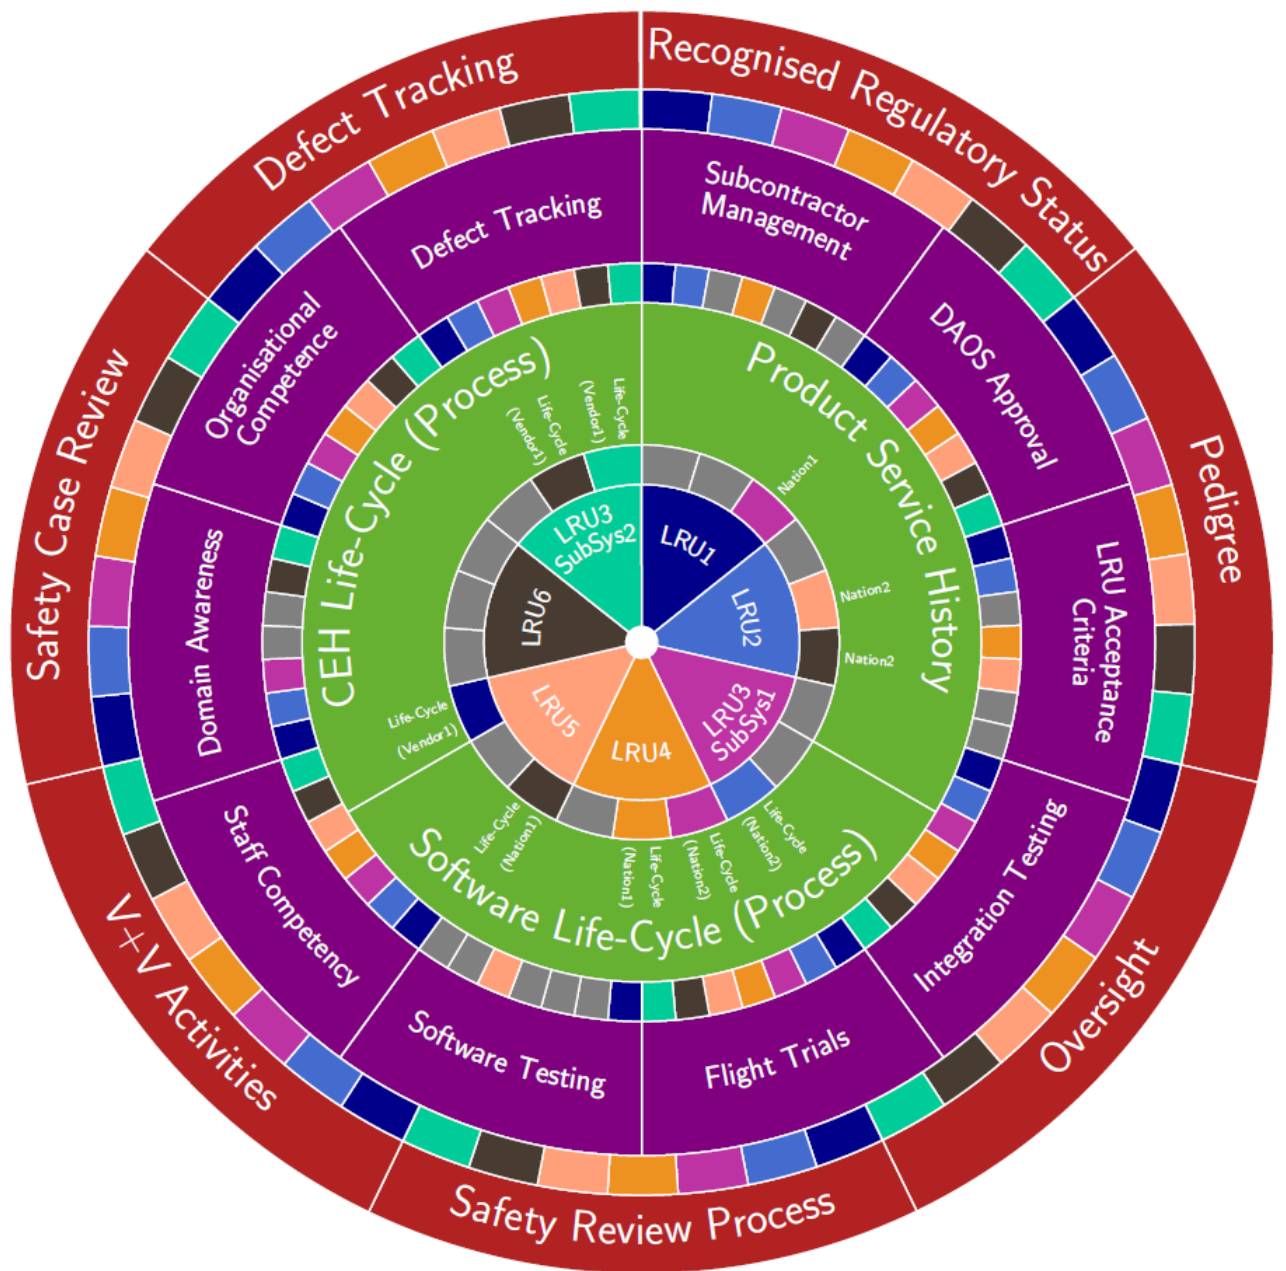 Recognised Regulatory Status
Pedigree
Oversight
Safety Review Process
V+V Activities
Safety Case Review
Defect Tracking
Subcontractor
Management
DAOS Approval
LRU Acceptance
Criteria
Integration Testing
Flight Trials
Software Testing
Staff Competency
Domain Awareness
Organisational
Competence
Defect Tracking
Product Service History
Software Life-Cycle (Process)
CEH Life-Cycle (Process)
Nation1
Nation2
Nation2
Life-Cycle
(Nation2)
Life-Cycle
(Nation2)
Life-Cycle
(Nation1)
Life-Cycle
(Nation1)
Life-Cycle
(Vendor1)
Life-Cycle
(Vendor1)
Life-Cycle
(Vendor1)
LRU1
LRU2
LRU3
SubSys1
LRU4
LRU5
LRU6
LRU3
SubSys2